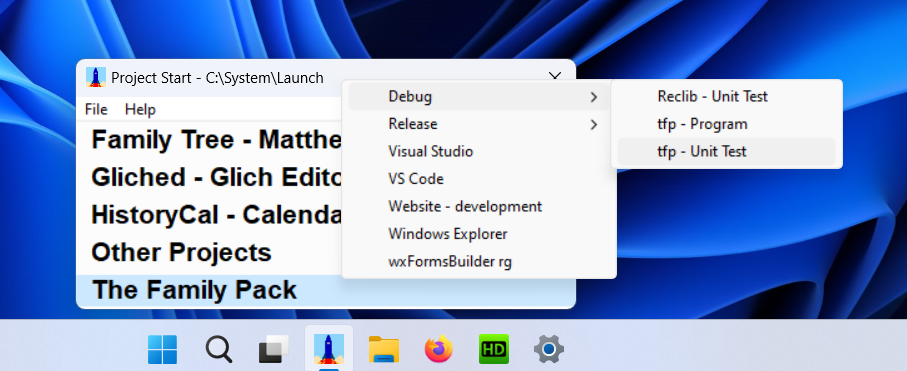 Project Start - C:\System\Launch
File Help
Family Tree - Matthe
Gliched - Glich Edito
HistoryCal - Calenda
Other Projects
The Family Pack
Debug
Release
Visual Studio
VS Code
Website - development
Windows Explorer
wxFormsBuilder rg
Reclib - Unit Test
tfp - Program
tfp - Unit Test
HD